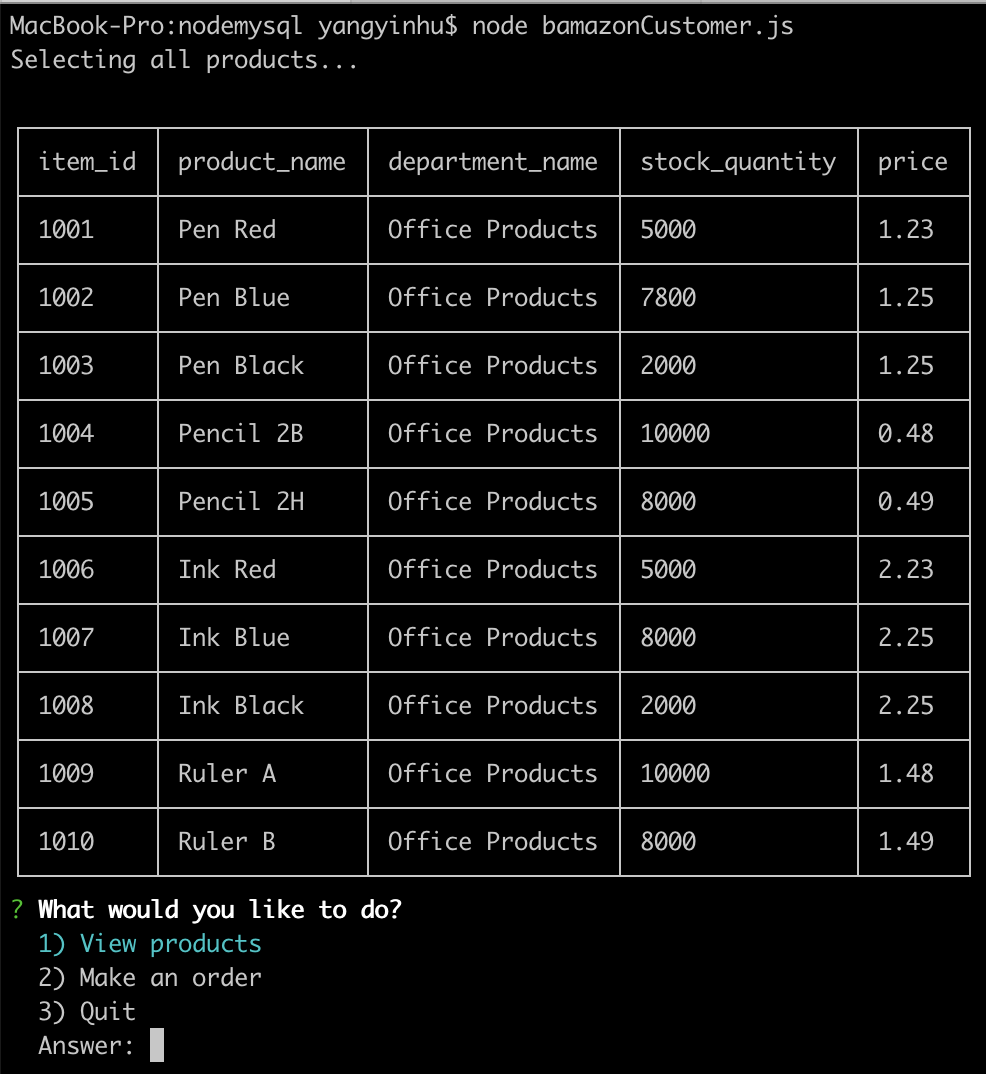 MacBook-Pro:nodemysql yangyinhu$ node bamazonCustomer.js
Selecting all products...
item_id product_name department_name stock_quantity price
1001 Pen Red Office Products 5000 1.23
1002 Pen Blue Office Products 7800 1.25
1003 Pen Black Office Products 2000 1.25
1004 Pencil 2B Office Products 10000 0.48
1005 Pencil 2H Office Products 8000 0.49
1006 Ink Red Office Products 5000 2.23
1007 Ink Blue Office Products 8000 2.25
1008 Ink Black Office Products 2000 2.25
1009 Ruler A Office Products 10000 1.48
1010 Ruler B Office Products 8000 1.49
? What would you like to do?
1) View products
2) Make an order
3) Quit
Answer: